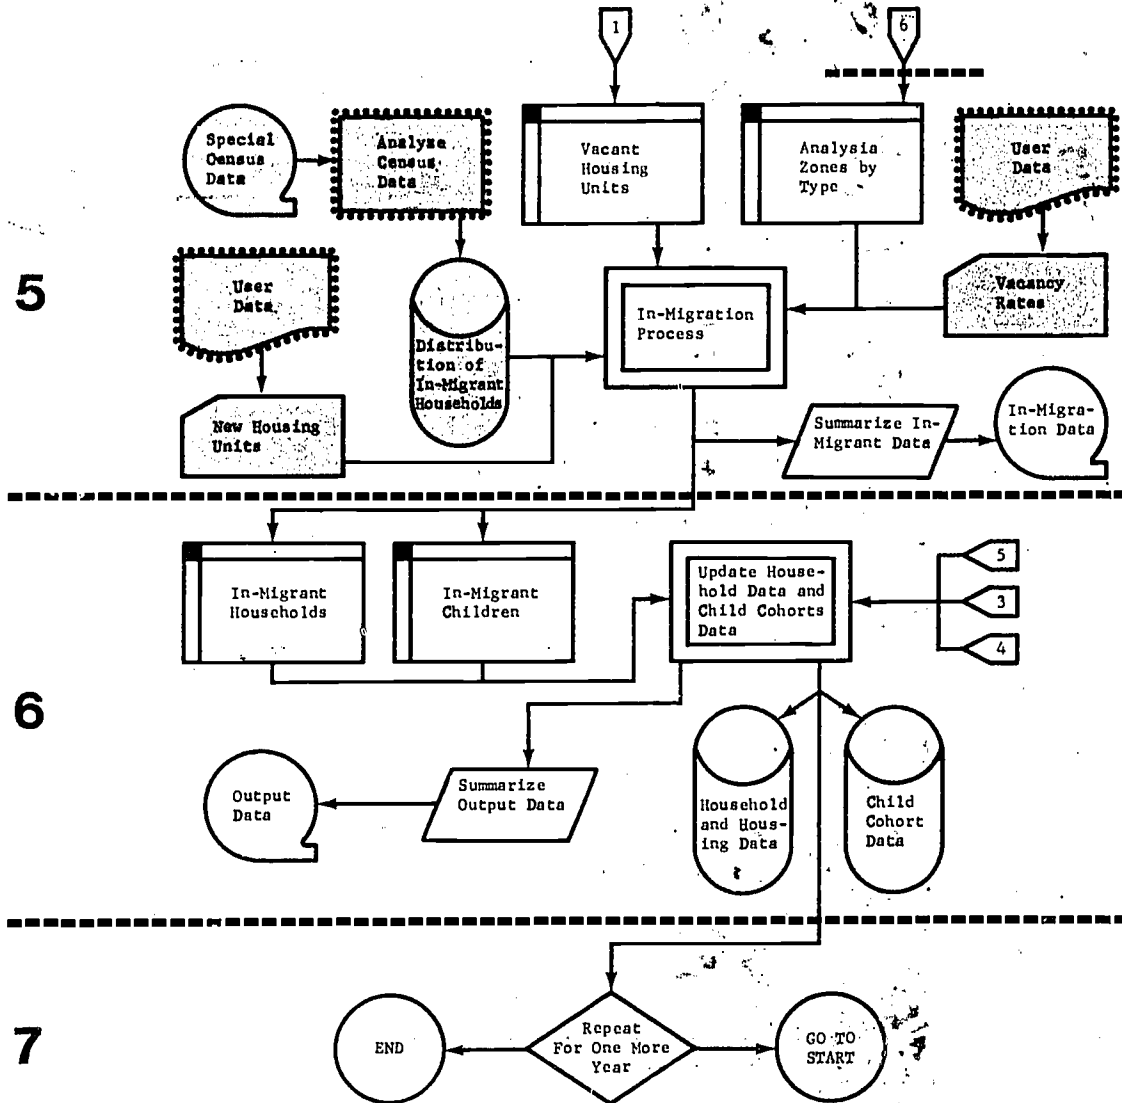 1
6
Special
Census
Data
Analyze
Census
Data
Vacant
Housing
Units
Analysis
Zones by
Type
User
Data
5
User
Data
Distribu-
tion of
In-Migrant
Households
In-Migration
Process
Vacancy
Rates
New Housing
Units
Summarize In-
Migrant Data
In-Migra-
tion Data
6
In-Migrant
Households
In-Migrant
Children
Update House-
hold Data and
Child Cohorts
Data
5
3
4
Output
Data
Summarize
Output Data
Household
and Hous-
ing Data
Child
Cohort
Data
7
END
Repeat
For One More
Year
GO TO
START